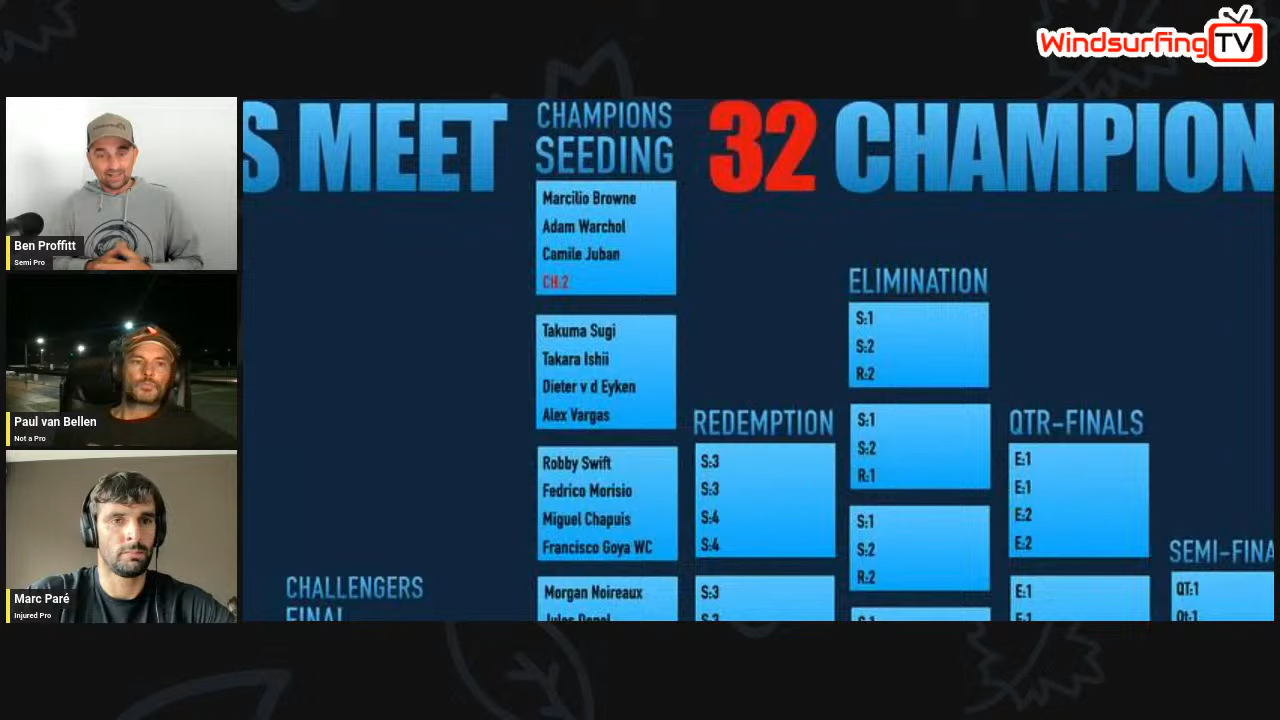 Windsurfing TV
Ben Proffitt
Semi Pro
Paul van Bellen
Not a Pro
Marc Paré
Injured Pro
S MEET
CHAMPIONS
SEEDING
32 CHAMPION
Marcilio Browne
Adam Warchol
Camile Juban
CH:2
Takuma Sugi
Takara Ishii
Dieter v d Eyken
Alex Vargas
Robby Swift
Fedrico Morisio
Miguel Chapuis
Francisco Goya WC
Morgan Noireaux
CHALLENGERS
FINAL
REDEMPTION
S:3
S:3
S:4
S:4
S:3
ELIMINATION
S:1
S:2
R:2
S:1
S:2
R:1
S:1
S:2
R:2
QTR-FINALS
E:1
E:1
E:2
E:2
E:1
SEMI-FINA
QT:1